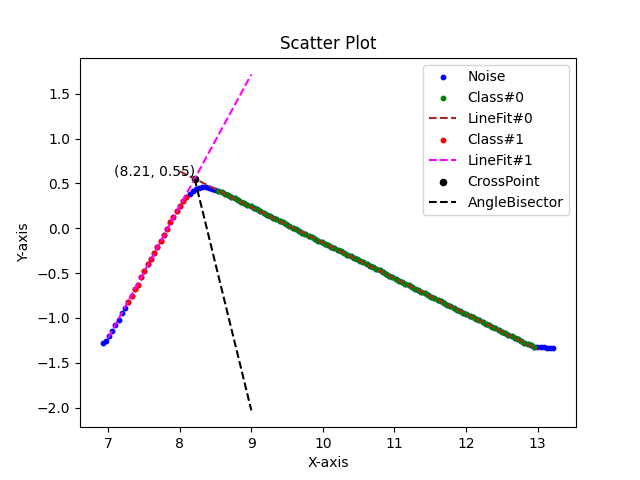 Scatter Plot
Noise
Class#0
LineFit#0
Class#1
LineFit#1
CrossPoint
AngleBisector
(8.21, 0.55)
Y-axis
1.5
1.0
0.5
0.0
−0.5
−1.0
−1.5
−2.0
7 8 9 10 11 12 13
X-axis